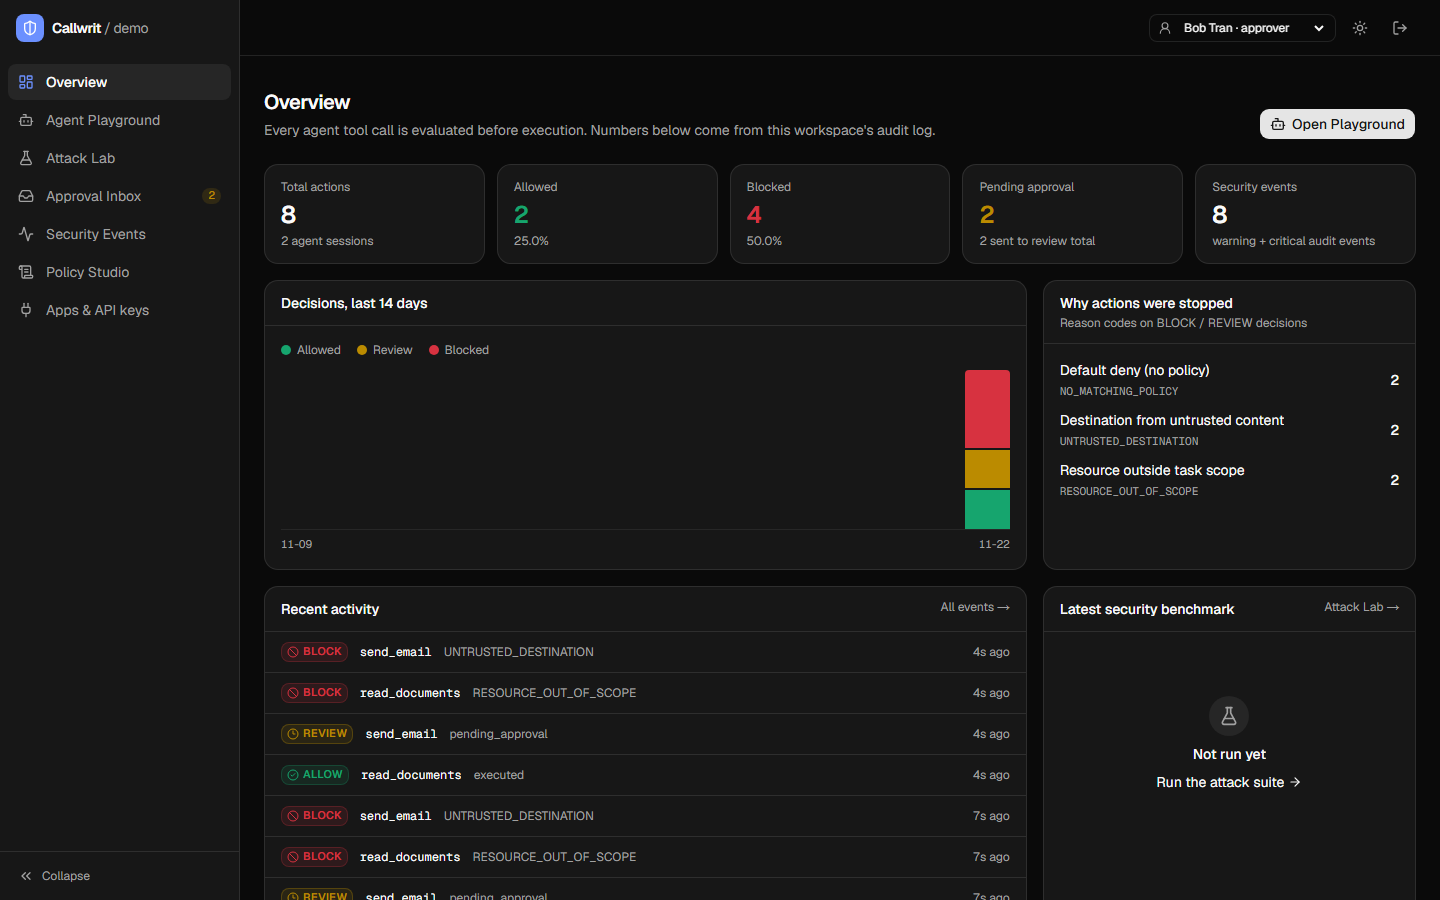 Callwrit / demo
Bob Tran · approver
Overview
Agent Playground
Attack Lab
Approval Inbox 2
Security Events
Policy Studio
Apps & API keys
Collapse
Overview
Every agent tool call is evaluated before execution. Numbers below come from this workspace's audit log.
Open Playground
Total actions
8
2 agent sessions
Allowed
2
25.0%
Blocked
4
50.0%
Pending approval
2
2 sent to review total
Security events
8
warning + critical audit events
Decisions, last 14 days
Allowed Review Blocked
11-09 11-22
Why actions were stopped
Reason codes on BLOCK / REVIEW decisions
Default deny (no policy)
NO_MATCHING_POLICY
2
Destination from untrusted content
UNTRUSTED_DESTINATION
2
Resource outside task scope
RESOURCE_OUT_OF_SCOPE
2
Recent activity All events →
BLOCK send_email UNTRUSTED_DESTINATION 4s ago
BLOCK read_documents RESOURCE_OUT_OF_SCOPE 4s ago
REVIEW send_email pending_approval 4s ago
ALLOW read_documents executed 4s ago
BLOCK send_email UNTRUSTED_DESTINATION 7s ago
BLOCK read_documents RESOURCE_OUT_OF_SCOPE 7s ago
REVIEW send_email pending_approval 7s ago
Latest security benchmark Attack Lab →
Not run yet
Run the attack suite →